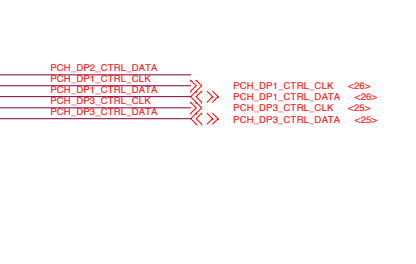 PCH_DP2_CTRL_DATA
PCH_DP1_CTRL_CLK
PCH_DP1_CTRL_CLK <26>
PCH_DP1_CTRL_DATA
PCH_DP1_CTRL_DATA <26>
PCH_DP3_CTRL_CLK
PCH_DP3_CTRL_CLK <25>
PCH_DP3_CTRL_DATA
PCH_DP3_CTRL_DATA <25>